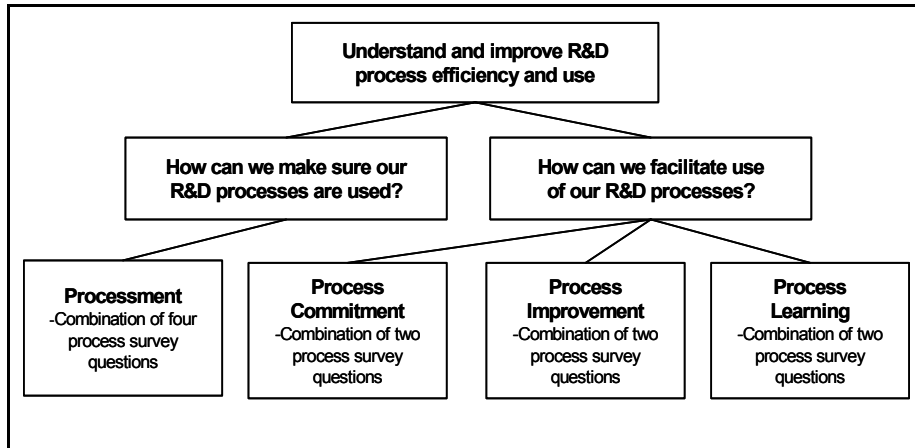 Understand and improve R&D
process efficiency and use
How can we make sure our
R&D processes are used?
How can we facilitate use
of our R&D processes?
Processment
-Combination of four
process survey
questions
Process
Commitment
-Combination of two
process survey
questions
Process
Improvement
-Combination of two
process survey
questions
Process
Learning
-Combination of two
process survey
questions